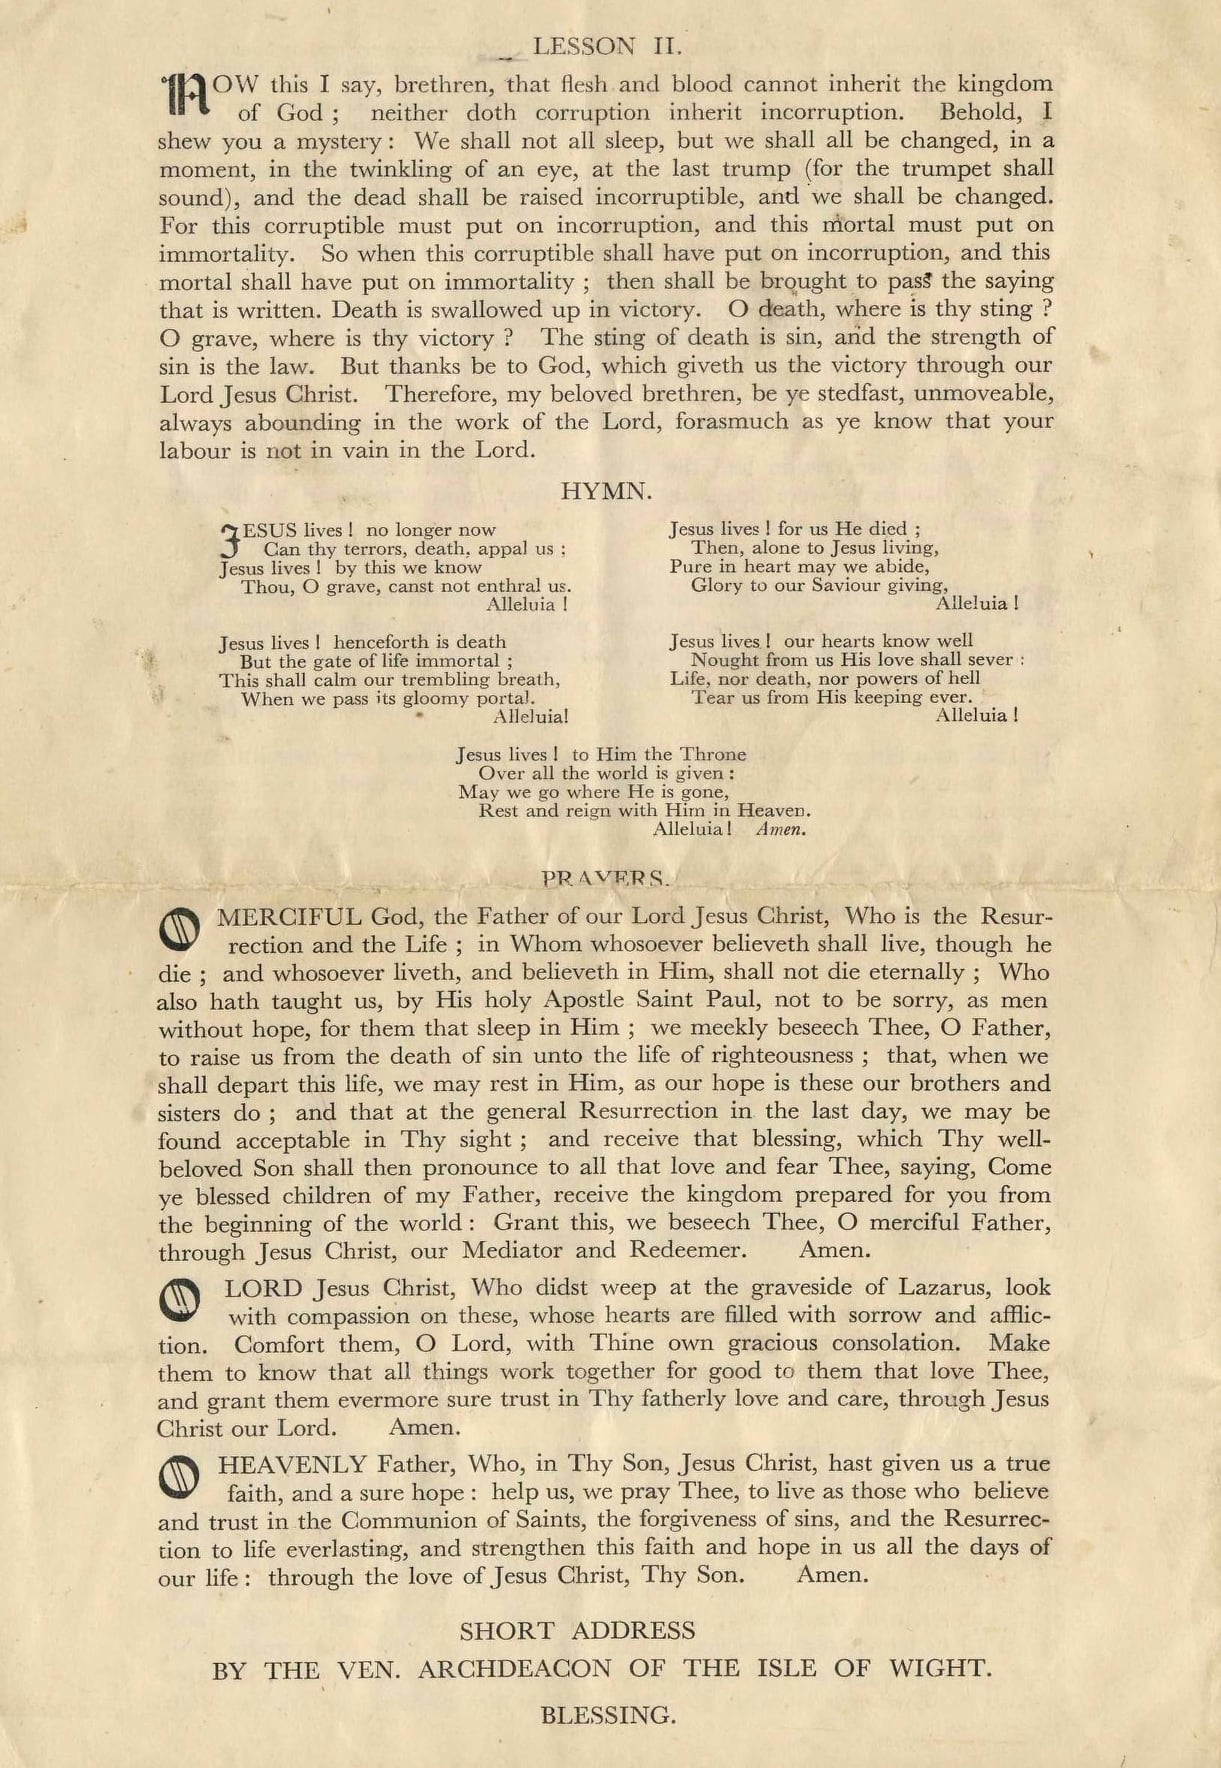 LESSON II.
NOW this I say, brethren, that flesh and blood cannot inherit the kingdom
of God ; neither doth corruption inherit incorruption. Behold, I
shew you a mystery : We shall not all sleep, but we shall all be changed, in a
moment, in the twinkling of an eye, at the last trump (for the trumpet shall
sound), and the dead shall be raised incorruptible, and we shall be changed.
For this corruptible must put on incorruption, and this mortal must put on
immortality. So when this corruptible shall have put on incorruption, and this
mortal shall have put on immortality ; then shall be brought to pass the saying
that is written. Death is swallowed up in victory. O death, where is thy sting ?
O grave, where is thy victory ? The sting of death is sin, and the strength of
sin is the law. But thanks be to God, which giveth us the victory through our
Lord Jesus Christ. Therefore, my beloved brethren, be ye stedfast, unmoveable,
always abounding in the work of the Lord, forasmuch as ye know that your
labour is not in vain in the Lord.
HYMN.
JESUS lives ! no longer now
Can thy terrors, death, appal us ;
Jesus lives ! by this we know
Thou, O grave, canst not enthral us.
Alleluia !
Jesus lives ! henceforth is death
But the gate of life immortal ;
This shall calm our trembling breath,
When we pass its gloomy portal.
Alleluia!
Jesus lives ! for us He died ;
Then, alone to Jesus living,
Pure in heart may we abide,
Glory to our Saviour giving,
Alleluia !
Jesus lives ! our hearts know well
Nought from us His love shall sever :
Life, nor death, nor powers of hell
Tear us from His keeping ever.
Alleluia !
Jesus lives ! to Him the Throne
Over all the world is given :
May we go where He is gone,
Rest and reign with Him in Heaven.
Alleluia ! Amen.
PRAYERS.
O MERCIFUL God, the Father of our Lord Jesus Christ, Who is the Resur-
rection and the Life ; in Whom whosoever believeth shall live, though he
die ; and whosoever liveth, and believeth in Him, shall not die eternally ; Who
also hath taught us, by His holy Apostle Saint Paul, not to be sorry, as men
without hope, for them that sleep in Him ; we meekly beseech Thee, O Father,
to raise us from the death of sin unto the life of righteousness ; that, when we
shall depart this life, we may rest in Him, as our hope is these our brothers and
sisters do ; and that at the general Resurrection in the last day, we may be
found acceptable in Thy sight ; and receive that blessing, which Thy well-
beloved Son shall then pronounce to all that love and fear Thee, saying, Come
ye blessed children of my Father, receive the kingdom prepared for you from
the beginning of the world : Grant this, we beseech Thee, O merciful Father,
through Jesus Christ, our Mediator and Redeemer. Amen.
O LORD Jesus Christ, Who didst weep at the graveside of Lazarus, look
with compassion on these, whose hearts are filled with sorrow and afflic-
tion. Comfort them, O Lord, with Thine own gracious consolation. Make
them to know that all things work together for good to them that love Thee,
and grant them evermore sure trust in Thy fatherly love and care, through Jesus
Christ our Lord. Amen.
O HEAVENLY Father, Who, in Thy Son, Jesus Christ, hast given us a true
faith, and a sure hope : help us, we pray Thee, to live as those who believe
and trust in the Communion of Saints, the forgiveness of sins, and the Resurrec-
tion to life everlasting, and strengthen this faith and hope in us all the days of
our life : through the love of Jesus Christ, Thy Son. Amen.
SHORT ADDRESS
BY THE VEN. ARCHDEACON OF THE ISLE OF WIGHT.
BLESSING.